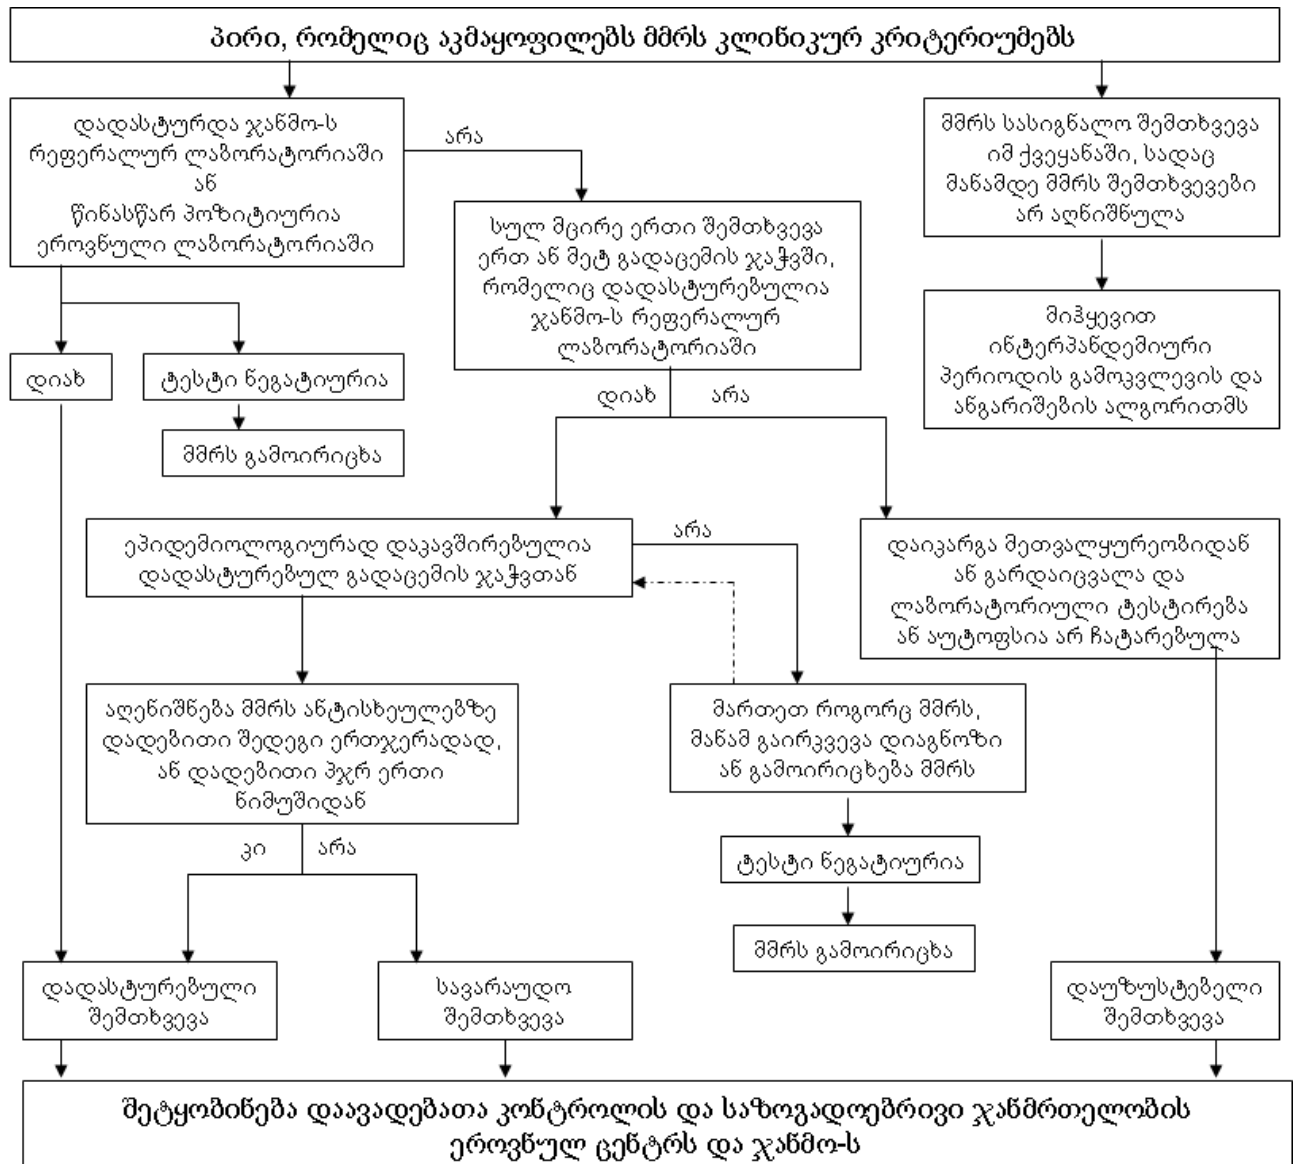 პირი, რომელიც აკმაყოფილებს მმრს კლინიკურ კრიტერიუმებს
დადასტურდა ჯანმო-ს
რეფერალურ ლაბორატორიაში
ან
წინასწარ პოზიტიურია
ეროვნული ლაბორატორიაში
არა
სულ მცირე ერთი შემთხვევა
ერთ ან მეტ გადაცემის ჯაჭვში,
რომელიც დადასტურებულია
ჯანმო-ს რეფერალურ
ლაბორატორიაში
მმრს სასიგნალო შემთხვევა
იმ ქვეყანაში, სადაც
მანამდე მმრს შემთხვევები
არ აღნიშნულა
მიჰყევით
ინტერპანდემიური
პერიოდის გამოკვლევის და
ანგარიშების ალგორითმს
დიახ
ტესტი ნეგატიურია
მმრს გამოირიცხა
დიახ
არა
ეპიდემიოლოგიურად დაკავშირებულია
დადასტურებულ გადაცემის ჯაჭვთან
არა
დაიკარგა მეთვალყურეობიდან
ან გარდაიცვალა და
ლაბორატორიული ტესტირება
ან აუტოფსია არ ჩატარებულა
აღენიშნება მმრს ანტისხეულებზე
დადებითი შედეგი ერთჯერადად,
ან დადებითი პჯრ ერთი
ნიმუშიდან
მართეთ როგორც მმრს,
მანამ გაირკვევა დიაგნოზი
ან გამოირიცხება მმრს
კი
არა
ტესტი ნეგატიურია
მმრს გამოირიცხა
დადასტურებული
შემთხვევა
სავარაუდო
შემთხვევა
დაუზუსტებელი
შემთხვევა
შეტყობინება დაავადებათა კონტროლის და საზოგადოებრივი ჯანმრთელობის
ეროვნულ ცენტრს და ჯანმო-ს